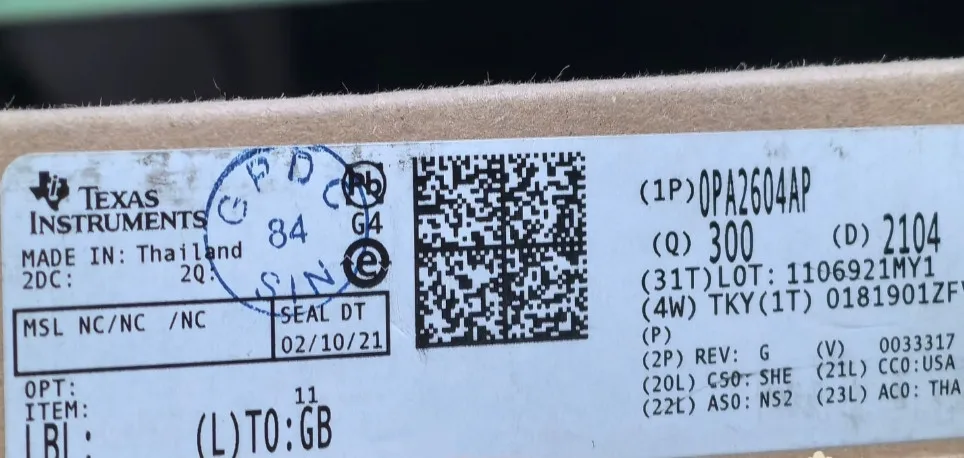 TEXAS
INSTRUMENTS
MADE IN: Thailand
2DC: 2Q:
GPDC
84
SIN
Pb
G4
e
MSL NC/NC /NC
SEAL DT
02/10/21
OPT:
ITEM: 11
LBL: (L)TO:GB
(1P)OPA2604AP
(Q) 300 (D) 2104
(31T)LOT: 1106921MY1
(4W) TKY(1T) 0181901ZF
(P)
(2P) REV: G (V) 0033317
(20L) CSO: SHE (21L) CCO:USA
(22L) ASO: NS2 (23L) ACO: THA